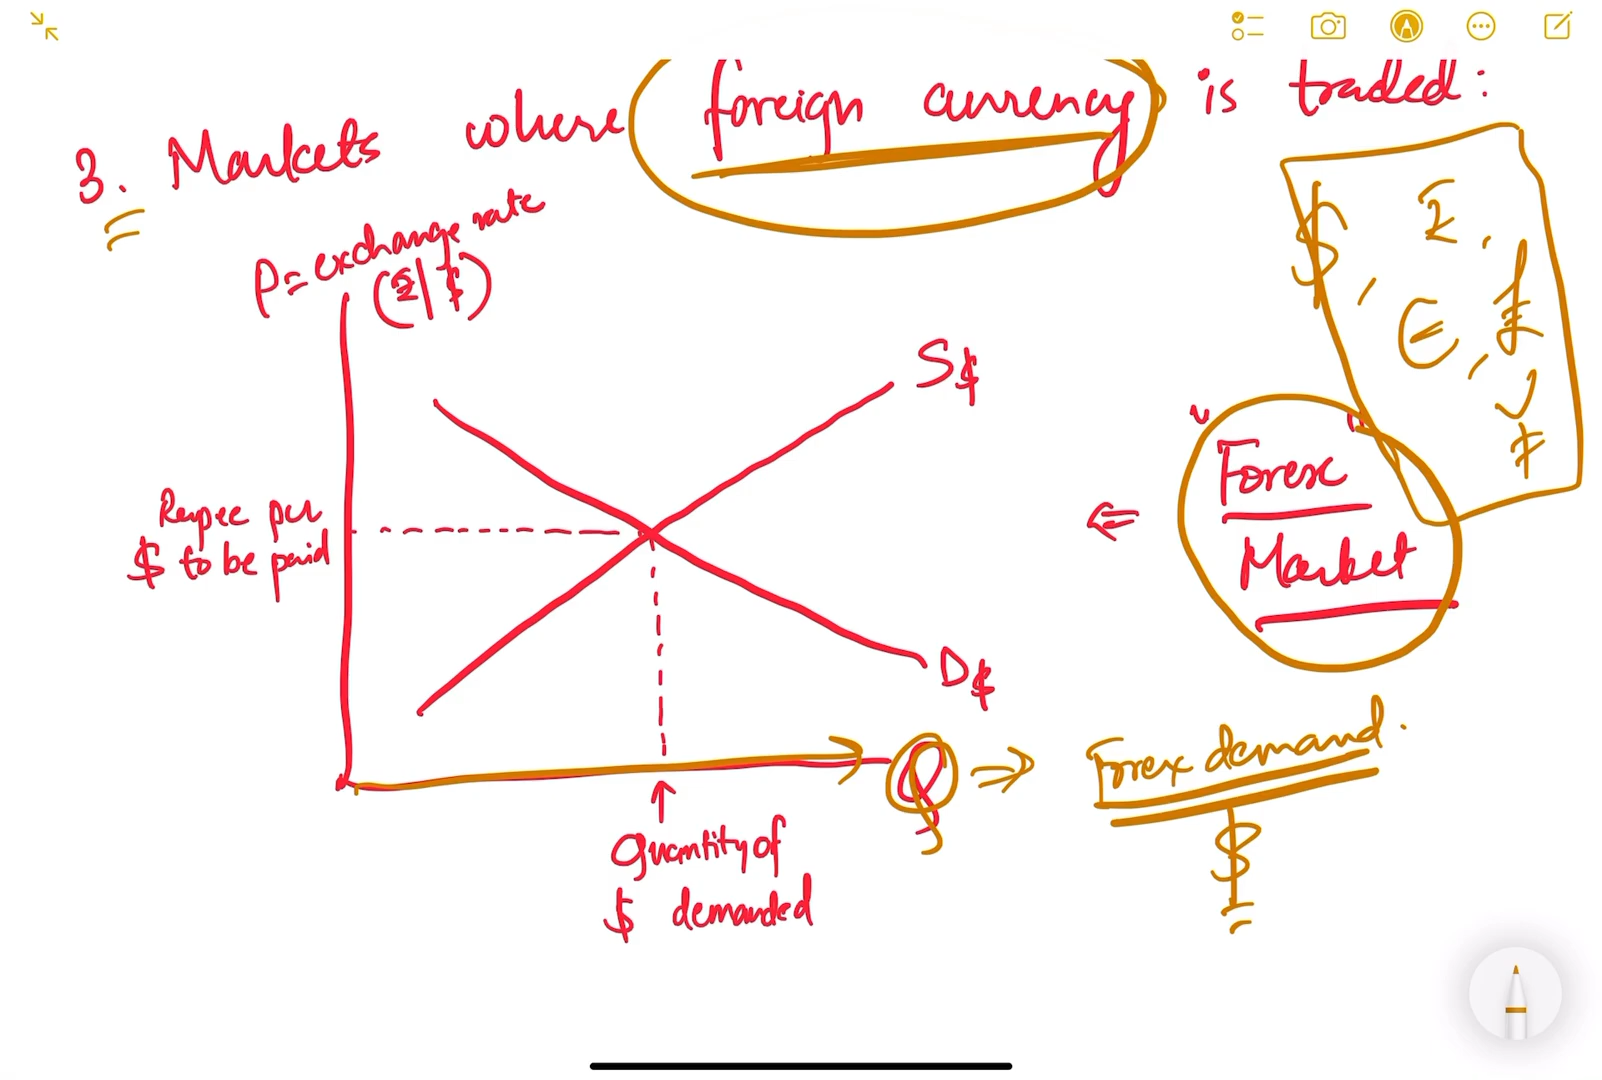 3. Markets where foreign currency is traded:
P = exchange rate
(₹/$)
$, ₹,
€, £,
¥
S$
Forex
Market
⇐
Rupee per
$ to be paid
D$
Q ⇒ Forex demand.
$
↑
Quantity of
$ demanded